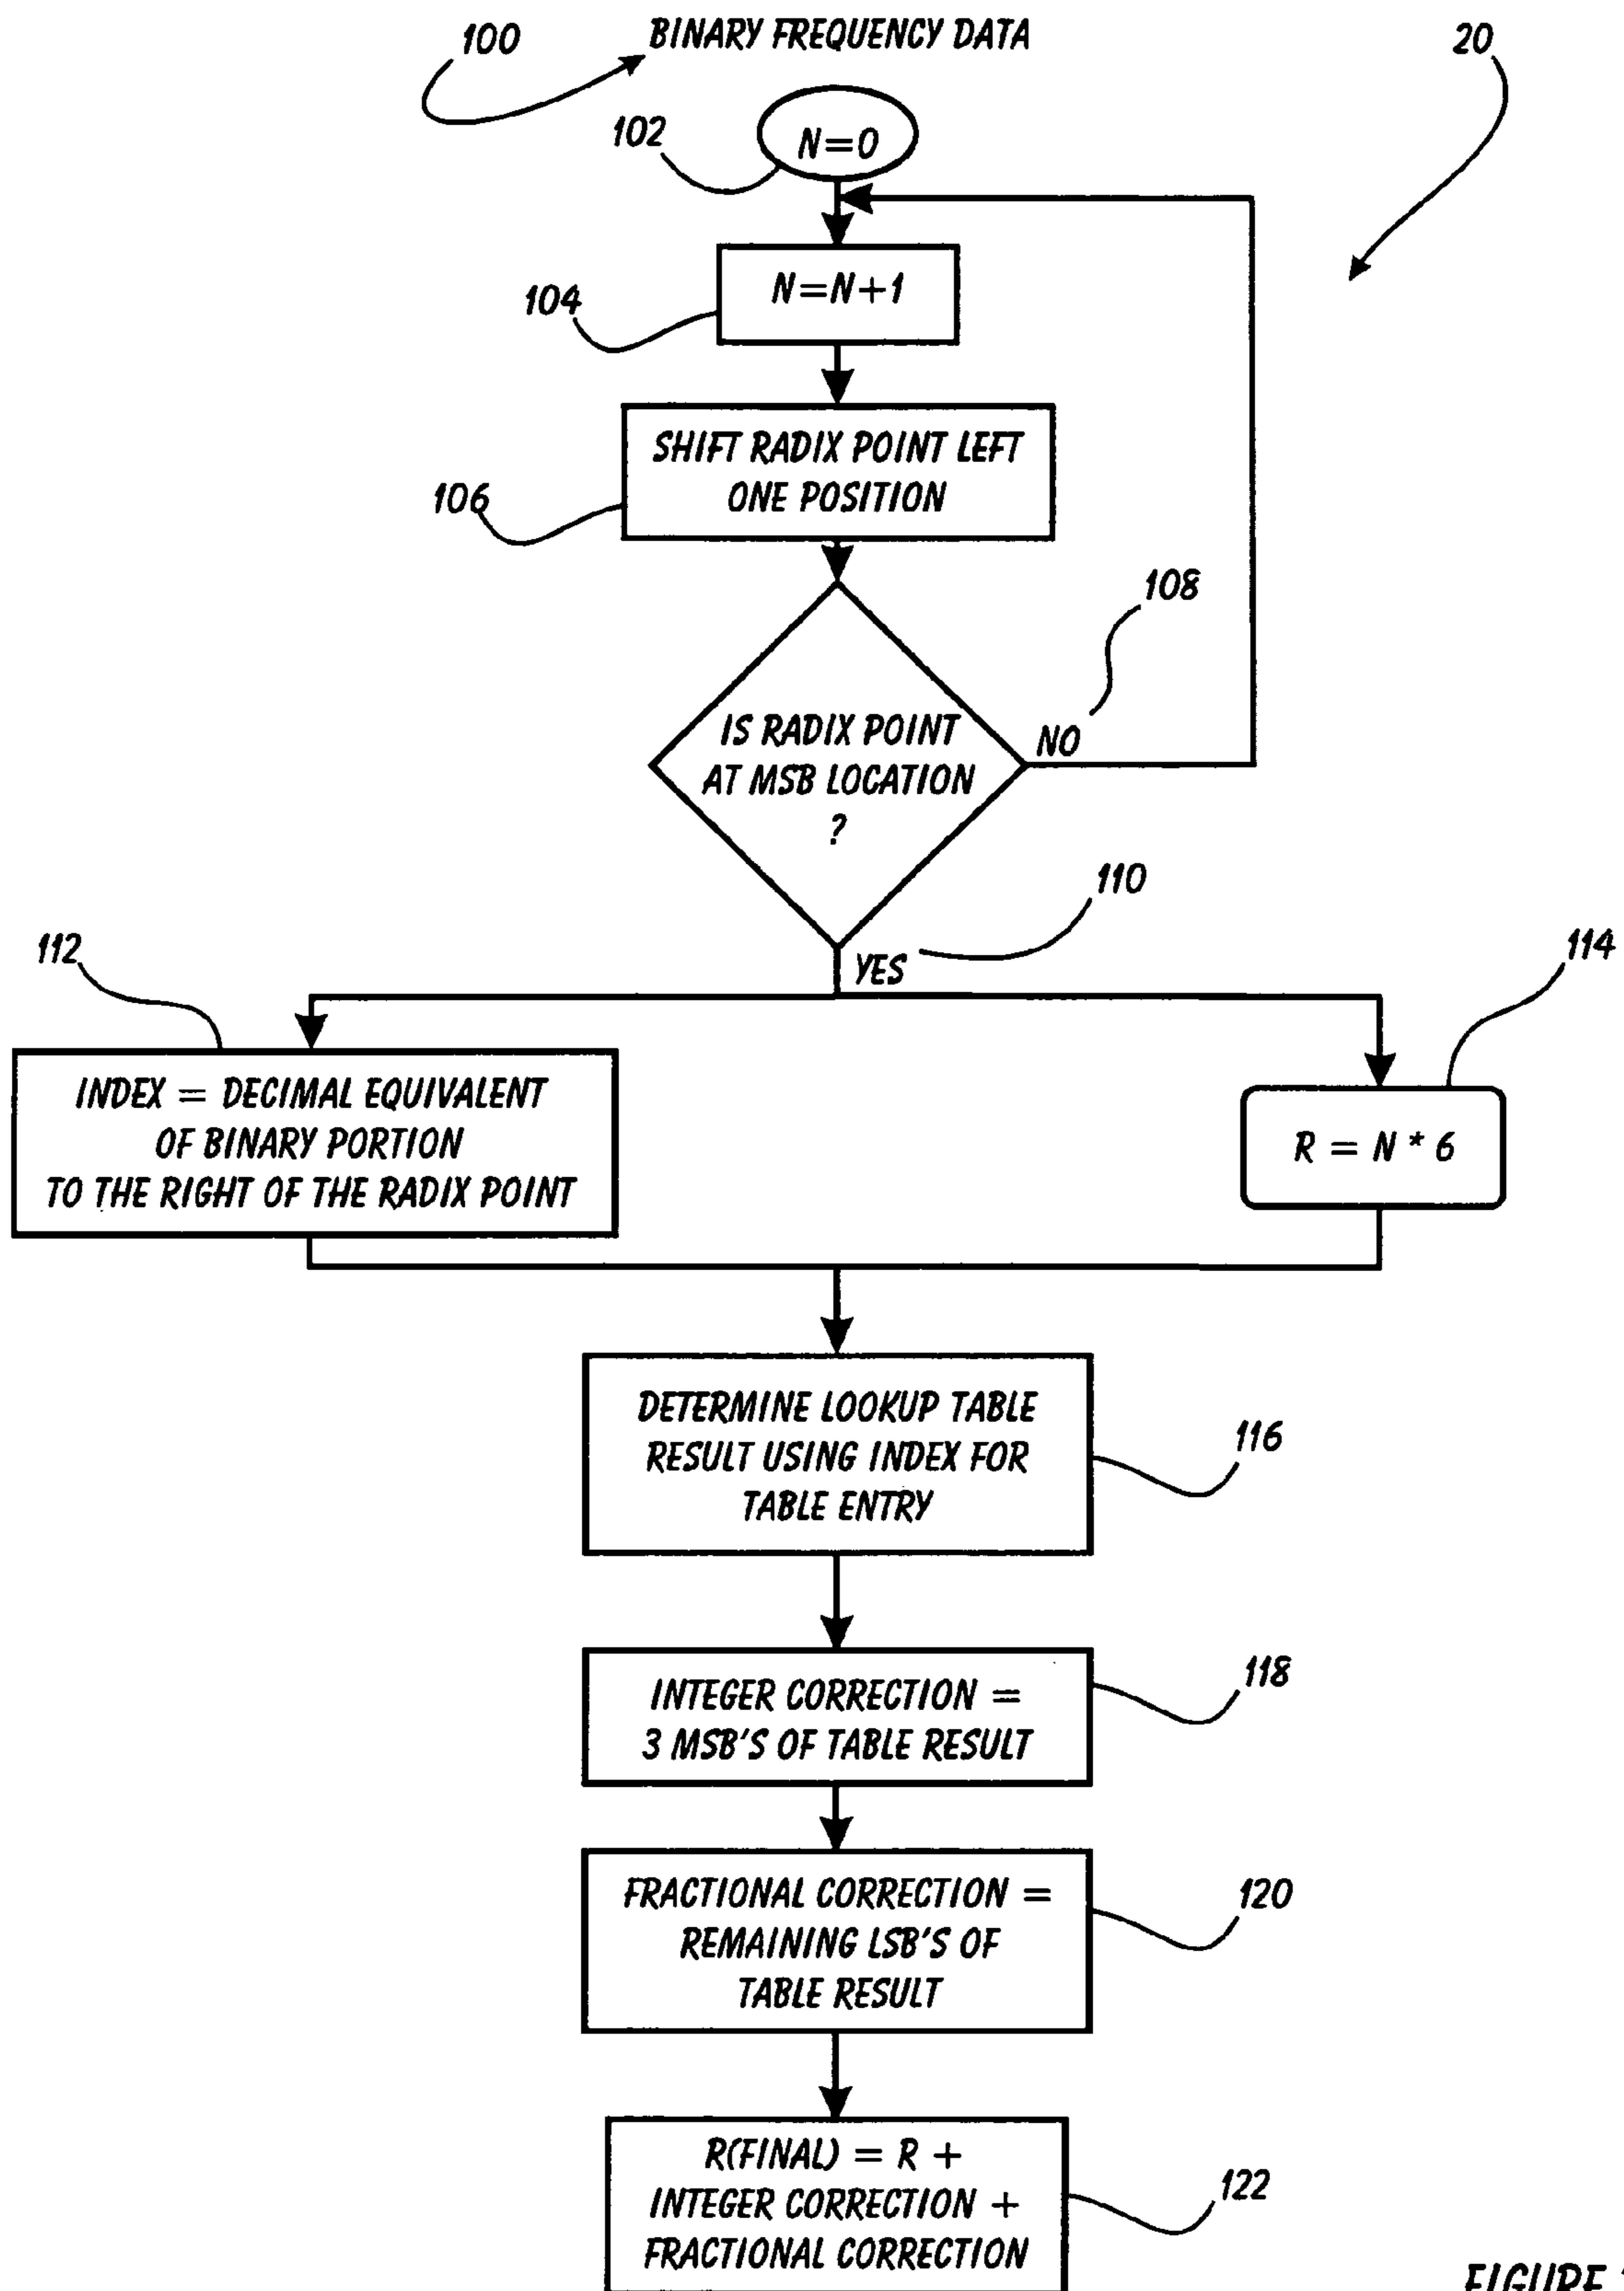 100
BINARY FREQUENCY DATA
20
102
N=0
104
N=N+1
106
SHIFT RADIX POINT LEFT
ONE POSITION
108
IS RADIX POINT
AT MSB LOCATION
?
NO
110
YES
112
114
INDEX = DECIMAL EQUIVALENT
OF BINARY PORTION
TO THE RIGHT OF THE RADIX POINT
R = N * 6
DETERMINE LOOKUP TABLE
RESULT USING INDEX FOR
TABLE ENTRY
116
INTEGER CORRECTION =
3 MSB'S OF TABLE RESULT
118
FRACTIONAL CORRECTION =
REMAINING LSB'S OF
TABLE RESULT
120
R(FINAL) = R +
INTEGER CORRECTION +
FRACTIONAL CORRECTION
122
FIGURE